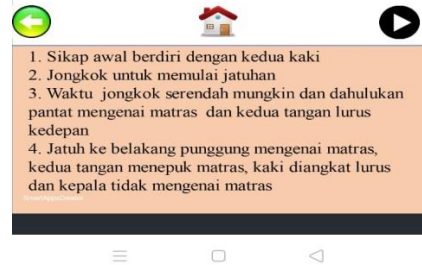 1. Sikap awal berdiri dengan kedua kaki
2. Jongkok untuk memulai jatuhan
3. Waktu jongkok serendah mungkin dan dahulukan
pantat mengenai matras dan kedua tangan lurus
kedepan
4. Jatuh ke belakang punggung mengenai matras,
kedua tangan menepuk matras, kaki diangkat lurus
dan kepala tidak mengenai matras
SmartAppsCreator